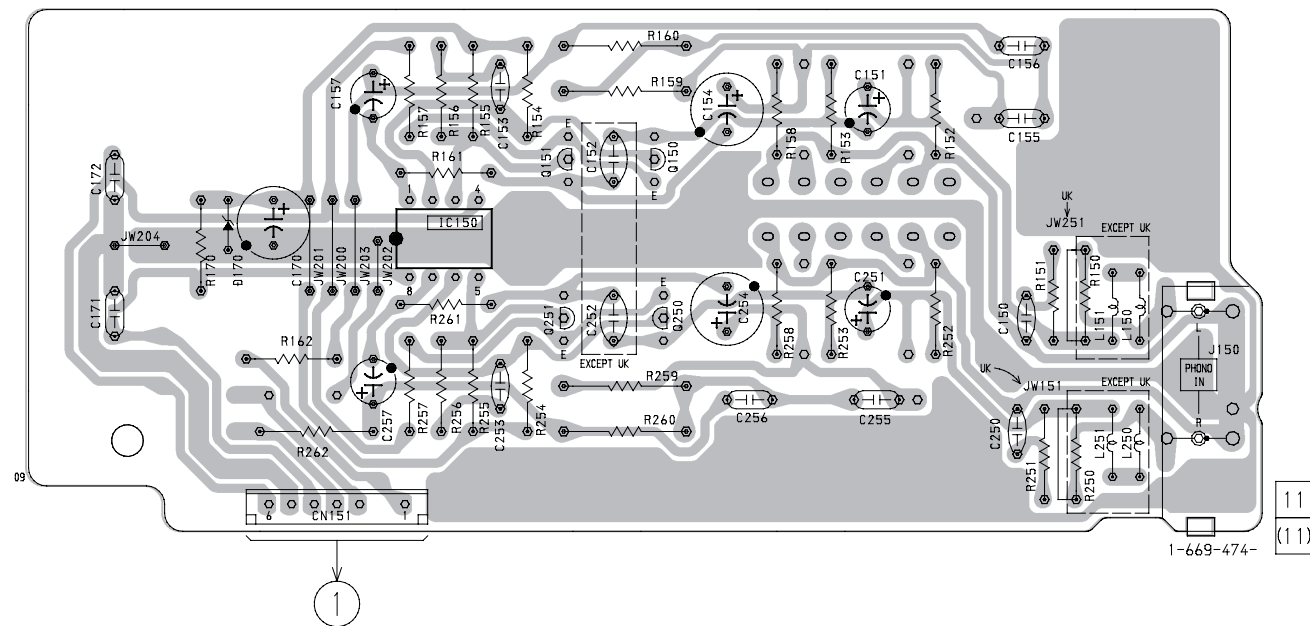 R160
C156
C157
R159
C154
C151
R157
R156
R155
C153
R154
R158
R153
R152
C155
E
Q151
C152
Q150
E
R161
1
4
C172
IC150
UK
JW251
EXCEPT UK
JW204
R170
D170
C170
JW201
JW200
JW203
JW202
8
5
R261
C171
E
Q251
C252
Q250
E
EXCEPT UK
C254
C251
R258
R253
R252
C150
R151
R150
L151
L150
L
J150
PHONO
IN
R
R162
C257
R257
R256
R255
C253
R254
R259
R260
C256
C255
UK
JW151
EXCEPT UK
C250
R251
R250
L251
L250
R262
09
6
CN151
1
11
(11)
1-669-474-
1